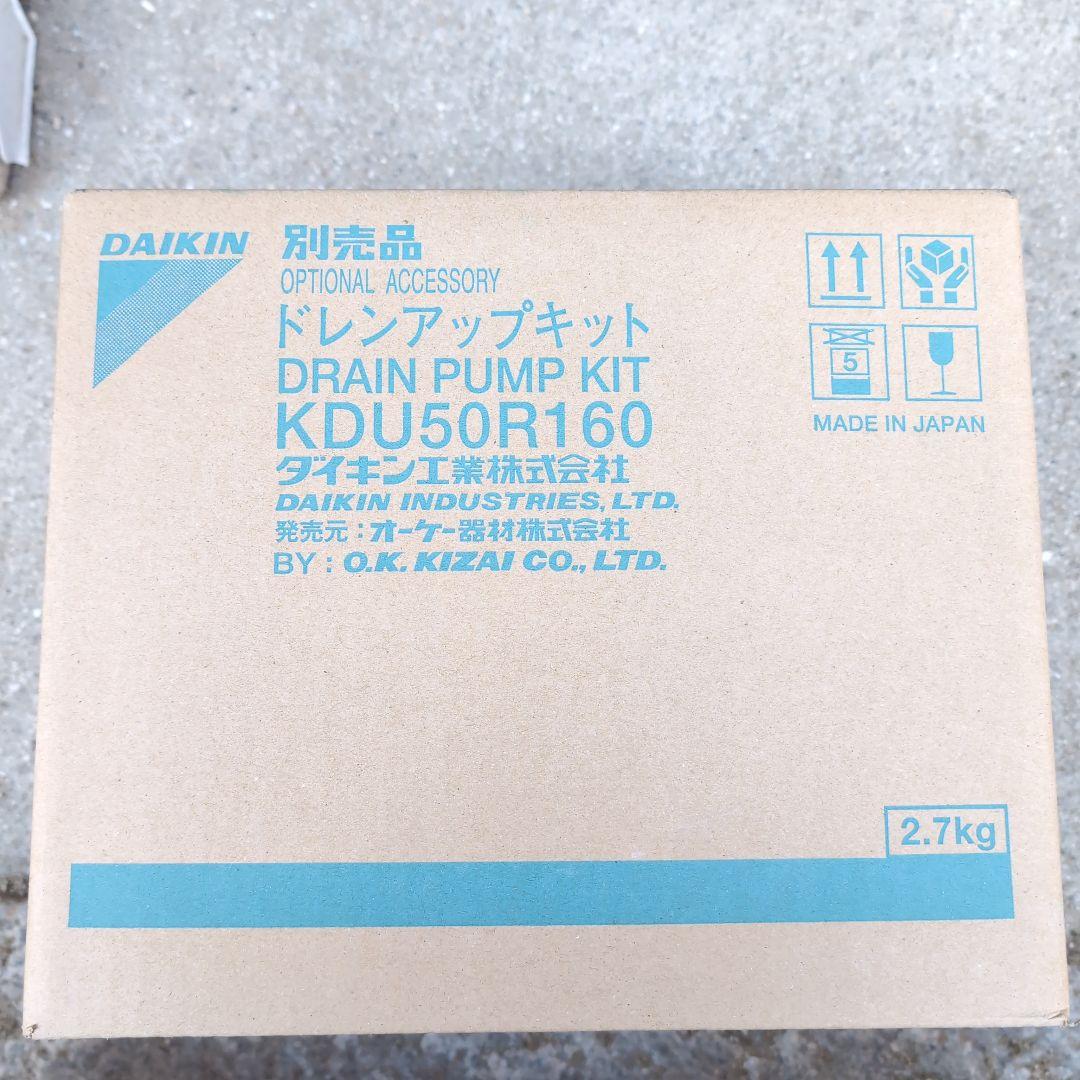 DAIKIN
別売品
OPTIONAL ACCESSORY
ドレンアップキット
DRAIN PUMP KIT
KDU50R160
ダイキン工業株式会社
DAIKIN INDUSTRIES, LTD.
発売元：オーケー器材株式会社
BY : O.K. KIZAI CO., LTD.
5
MADE IN JAPAN
2.7kg